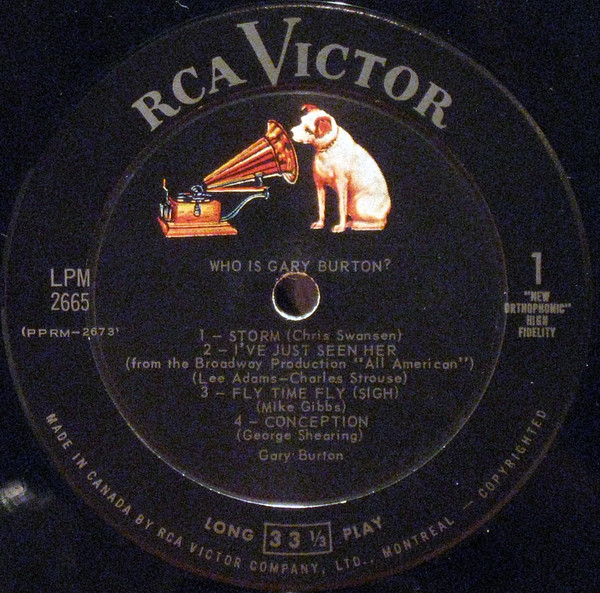 RCA VICTOR
WHO IS GARY BURTON?
LPM
2665
(PPRM-2673)
1
"NEW
ORTHOPHONIC"
HIGH
FIDELITY
1 - STORM (Chris Swansen)
2 - I'VE JUST SEEN HER
(from the Broadway Production "All American")
(Lee Adams-Charles Strouse)
3 - FLY TIME FLY (SIGH)
(Mike Gibbs)
4 - CONCEPTION
(George Shearing)
Gary Burton
LONG 33 1/3 PLAY
MADE IN CANADA BY RCA VICTOR COMPANY, LTD., MONTREAL - COPYRIGHTED